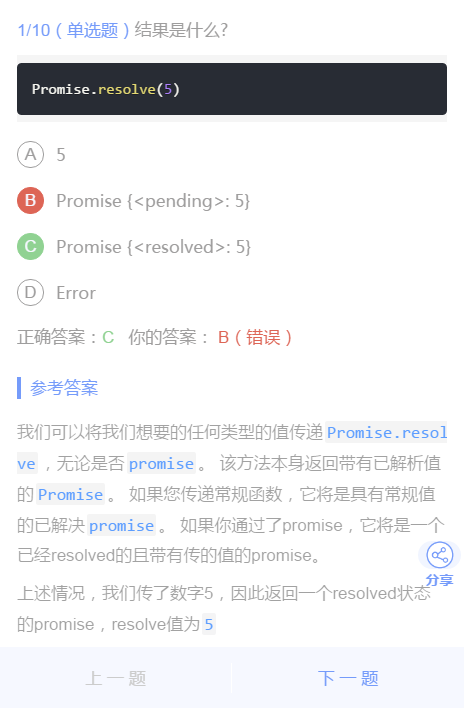 1/10（单选题）结果是什么?
Promise.resolve(5)
A 5
B Promise {<pending>: 5}
C Promise {<resolved>: 5}
D Error
正确答案：C 你的答案： B（错误）
参考答案
我们可以将我们想要的任何类型的值传递Promise.resol
ve，无论是否promise。 该方法本身返回带有已解析值
的Promise。 如果您传递常规函数，它将是具有常规值
的已解决promise。 如果你通过了promise，它将是一个
已经resolved的且带有传的值的promise。
分享
上述情况，我们传了数字5，因此返回一个resolved状态
的promise，resolve值为5
上一题 下一题